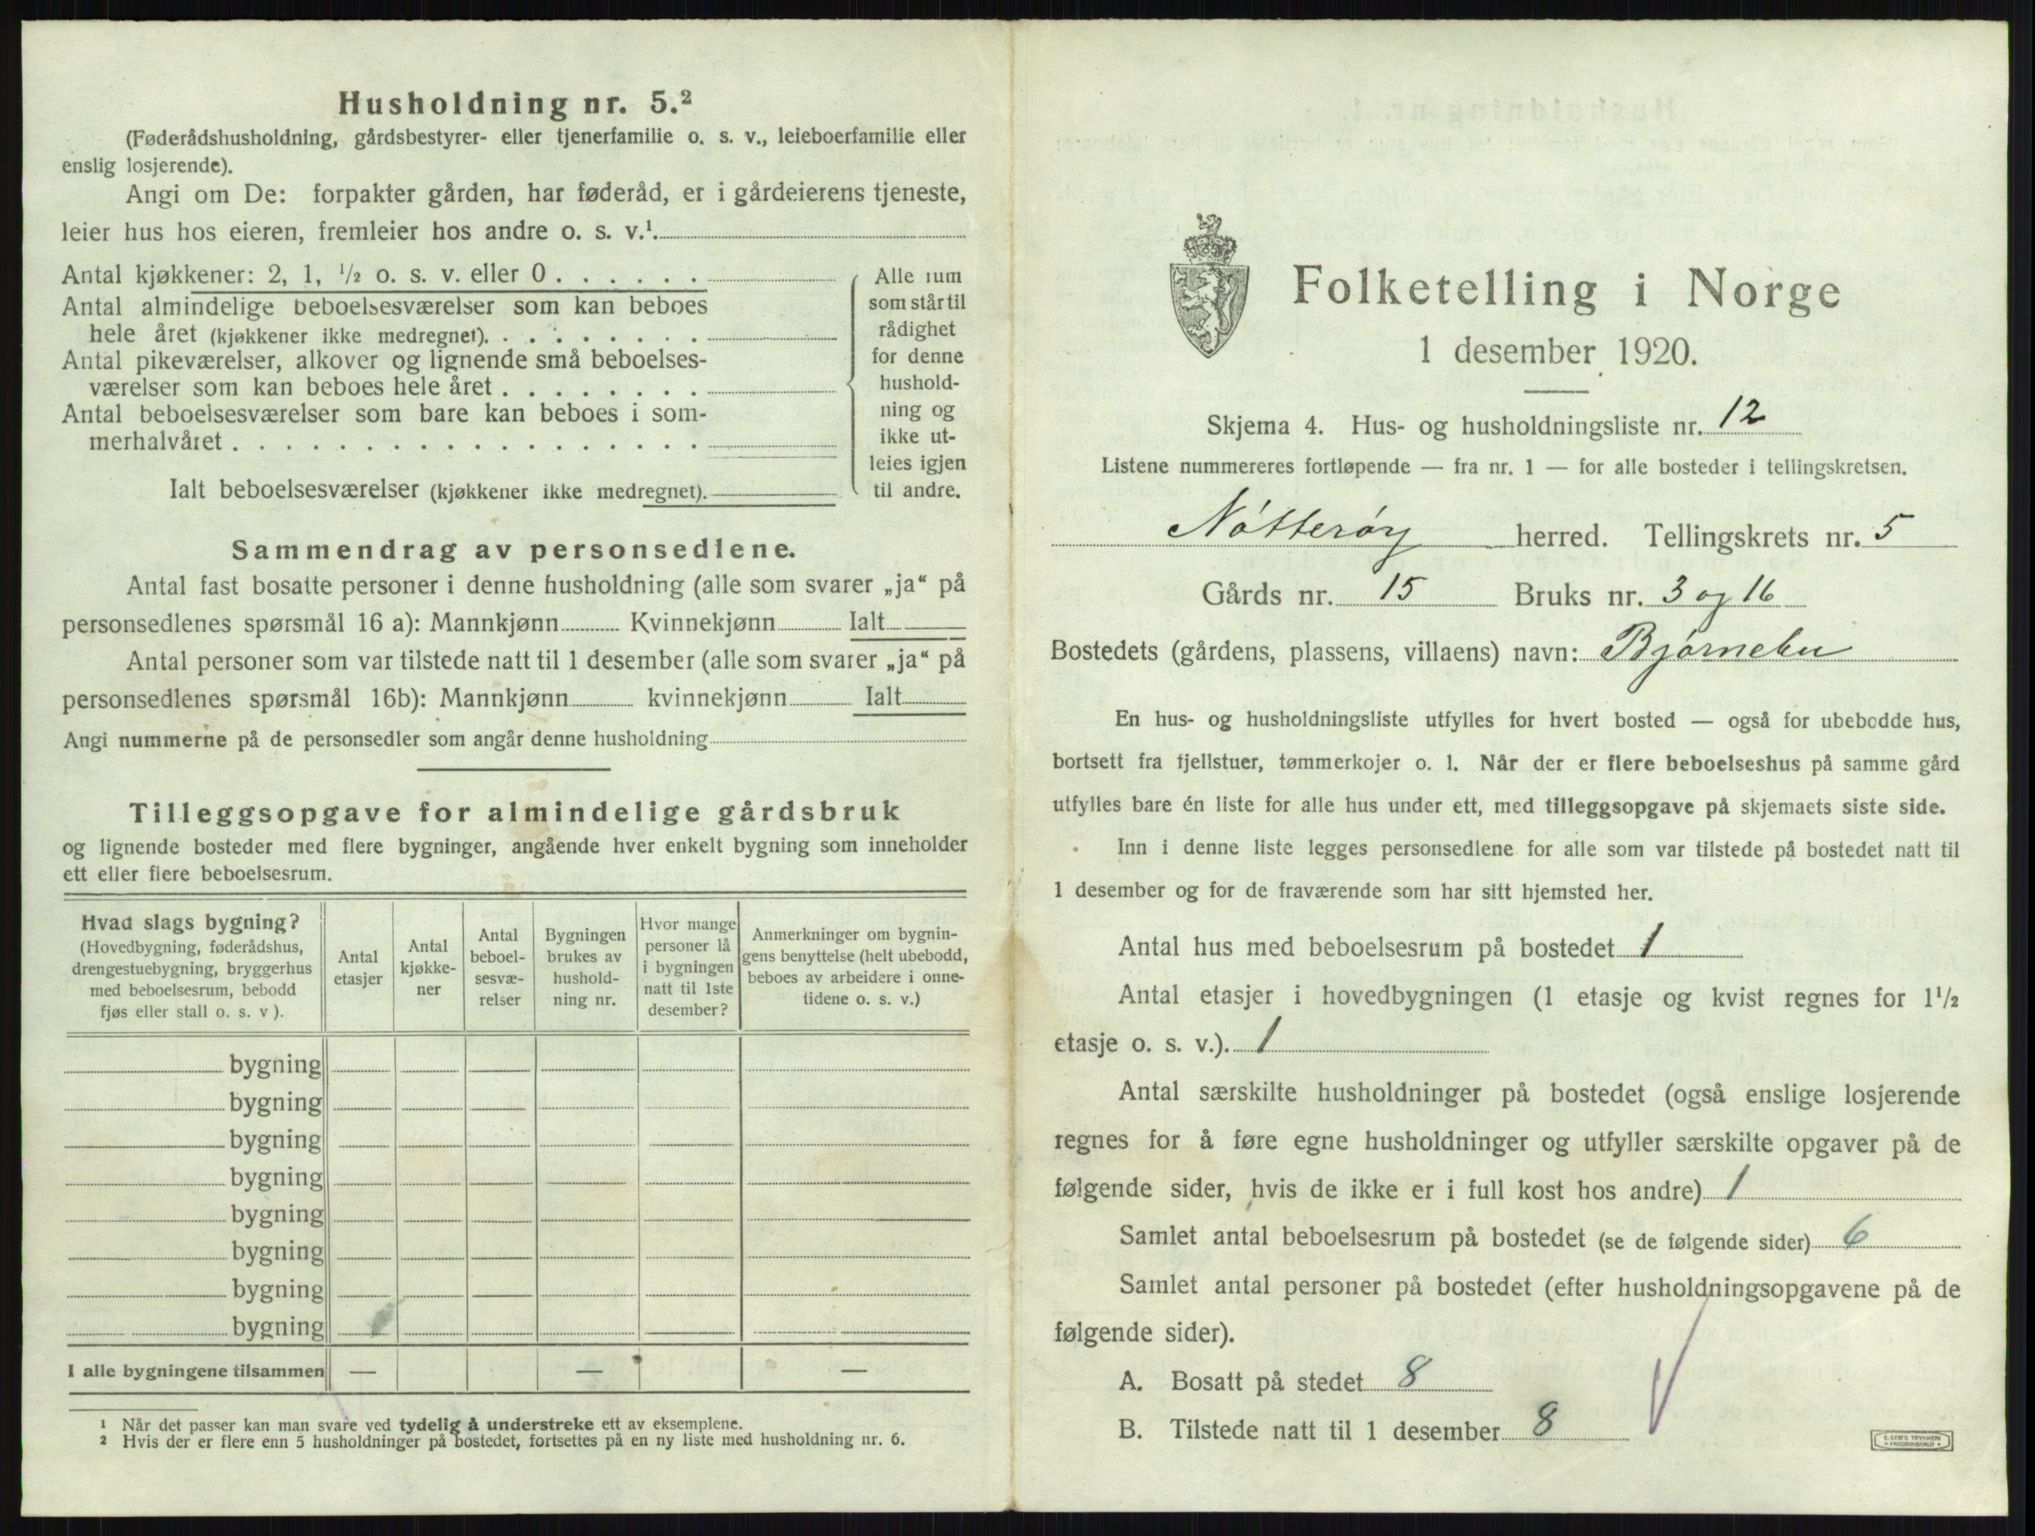 Husholdning nr. 5.²
(Føderådshusholdning, gårdsbestyrer- eller tjenerfamilie o. s. v., leieboerfamilie eller
enslig losjerende).
Angi om De: forpakter gården, har føderåd, er i gårdeierens tjeneste,
leier hus hos eieren, fremleier hos andre o. s. v.¹
Antal kjøkkener: 2, 1, ½ o. s. v. eller 0 . . . . . .
Antal almindelige beboelsesværelser som kan beboes
hele året (kjøkkener ikke medregnet). . . . . . . . .
Antal pikeværelser, alkover og lignende små beboelses-
værelser som kan beboes hele året . . . . . . . .
Antal beboelsesværelser som bare kan beboes i som-
merhalvåret . . . . . . . . . . . . . . . . . .
Ialt beboelsesværelser (kjøkkener ikke medregnet).
Alle rum
som står til
rådighet
for denne
hushold-
ning og
ikke ut-
leies igjen
til andre.
Sammendrag av personsedlene.
Antal fast bosatte personer i denne husholdning (alle som svarer „ja“ på
personsedlenes spørsmål 16 a): Mannkjønn Kvinnekjønn Ialt
Antal personer som var tilstede natt til 1 desember (alle som svarer „ja“ på
personsedlenes spørsmål 16b): Mannkjønn kvinnekjønn Ialt
Angi nummerne på de personsedler som angår denne husholdning
Tilleggsopgave for almindelige gårdsbruk
og lignende bosteder med flere bygninger, angående hver enkelt bygning som inneholder
ett eller flere beboelsesrum.
Hvad slags bygning?
(Hovedbygning, føderådshus,
drengestuebygning, bryggerhus
med beboelsesrum, bebodd
fjøs eller stall o. s. v ).
Antal
etasjer
Antal
kjøkke-
ner
Antal
beboel-
sesvæ-
relser
Bygningen
brukes av
hushold-
ning nr.
Hvor mange
personer lå
i bygningen
natt til 1ste
desember?
Anmerkninger om bygnin-
gens benyttelse (helt ubebodd,
beboes av arbeidere i onne-
tidene o. s. v.)
bygning
bygning
bygning
bygning
bygning
bygning
bygning
bygning
I alle bygningene tilsammen — — —
¹ Når det passer kan man svare ved tydelig å understreke ett av eksemplene.
² Hvis der er flere enn 5 husholdninger på bostedet, fortsettes på en ny liste med husholdning nr. 6.
Folketelling i Norge
1 desember 1920.
Skjema 4. Hus- og husholdningsliste nr. 12
Listene nummereres fortløpende — fra nr. 1 — for alle bosteder i tellingskretsen.
Nøtterøy herred. Tellingskrets nr. 5
Gårds nr. 15 Bruks nr. 3 og 16
Bostedets (gårdens, plassens, villaens) navn: Bjørnebu
En hus- og husholdningsliste utfylles for hvert bosted — også for ubebodde hus,
bortsett fra fjellstuer, tømmerkojer o. l. Når der er flere beboelseshus på samme gård
utfylles bare én liste for alle hus under ett, med tilleggsopgave på skjemaets siste side.
Inn i denne liste legges personsedlene for alle som var tilstede på bostedet natt til
1 desember og for de fraværende som har sitt hjemsted her.
Antal hus med beboelsesrum på bostedet 1
Antal etasjer i hovedbygningen (1 etasje og kvist regnes for 1½
etasje o. s. v.). 1
Antal særskilte husholdninger på bostedet (også enslige losjerende
regnes for å føre egne husholdninger og utfyller særskilte opgaver på de
følgende sider, hvis de ikke er i full kost hos andre) 1
Samlet antal beboelsesrum på bostedet (se de følgende sider) 6
Samlet antal personer på bostedet (efter husholdningsopgavene på de
følgende sider).
A. Bosatt på stedet 8
B. Tilstede natt til 1 desember 8
E. SEM'S TRYKKERI
FREDRIKSHALD